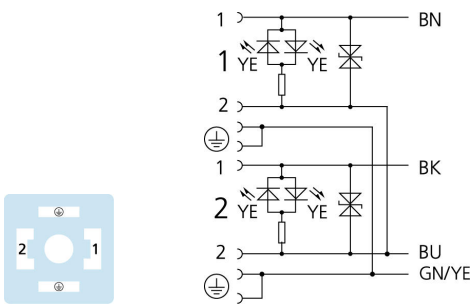 1 BN
1 YE YE
2
1 BK
2 YE YE
2 BU
GN/YE
2 1